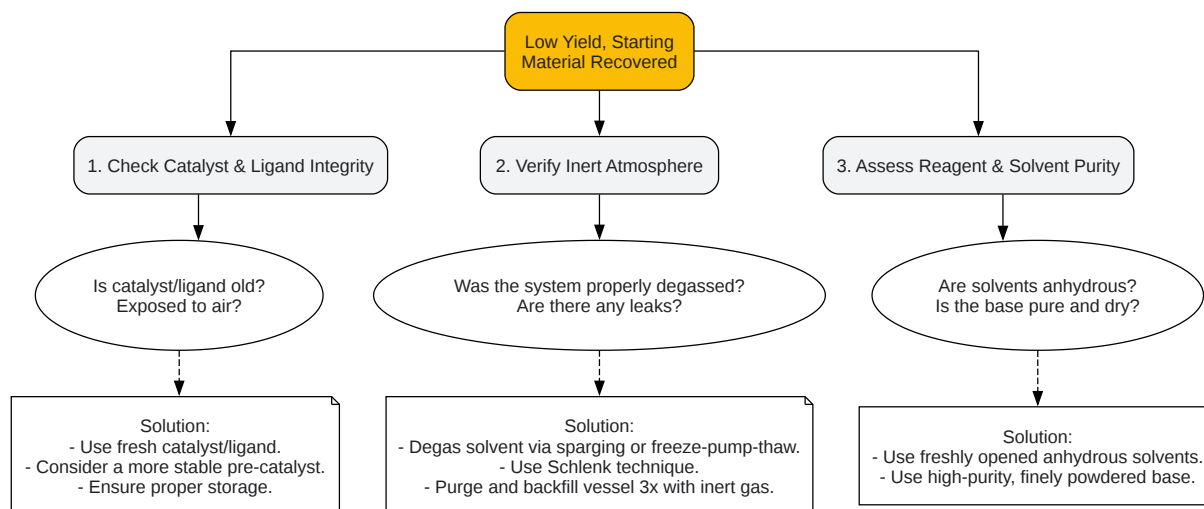 Low Yield, Starting
Material Recovered
1. Check Catalyst & Ligand Integrity
2. Verify Inert Atmosphere
3. Assess Reagent & Solvent Purity
Is catalyst/ligand old?
Exposed to air?
Was the system properly degassed?
Are there any leaks?
Are solvents anhydrous?
Is the base pure and dry?
Solution:
- Use fresh catalyst/ligand.
- Consider a more stable pre-catalyst.
- Ensure proper storage.
Solution:
- Degas solvent via sparging or freeze-pump-thaw.
- Use Schlenk technique.
- Purge and backfill vessel 3x with inert gas.
Solution:
- Use freshly opened anhydrous solvents.
- Use high-purity, finely powdered base.